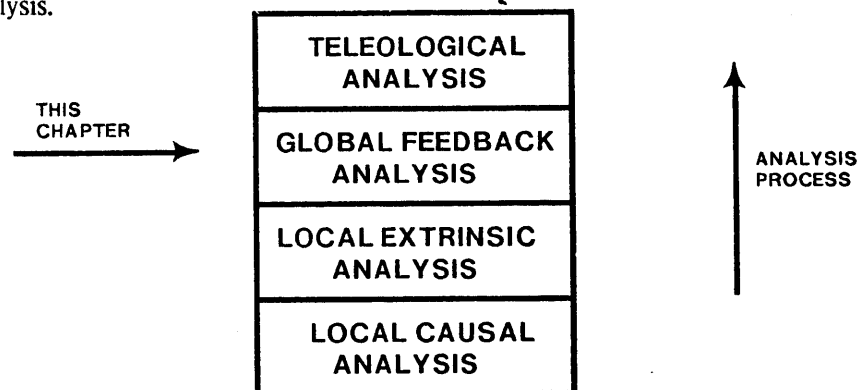 lysis.
TELEOLOGICAL
ANALYSIS
THIS
CHAPTER
GLOBAL FEEDBACK
ANALYSIS
ANALYSIS
PROCESS
LOCAL EXTRINSIC
ANALYSIS
LOCAL CAUSAL
ANALYSIS